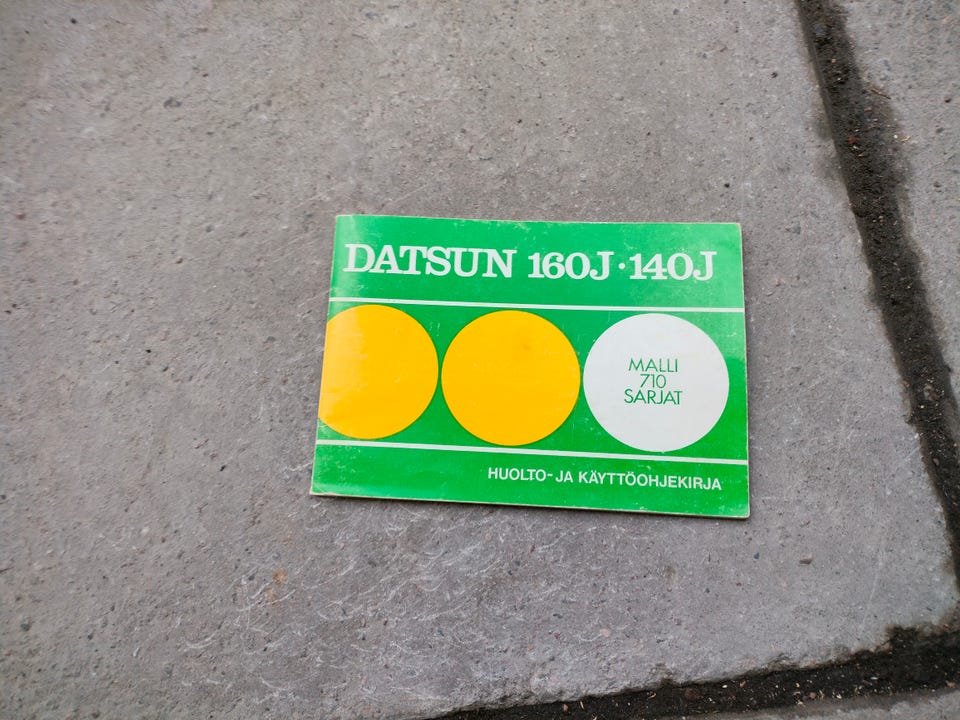 DATSUN 160J·140J
MALLI
710
SARJAT
HUOLTO- JA KÄYTTÖOHJEKIRJA